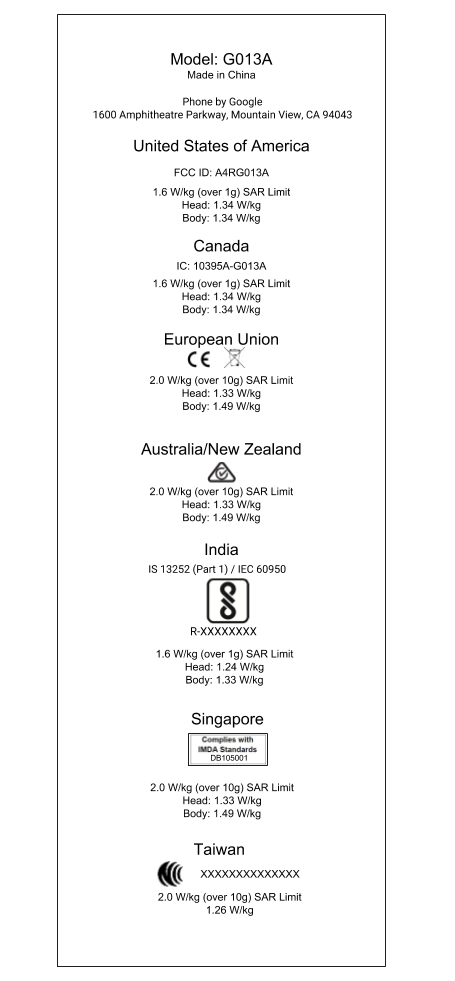 Model: G013A
Made in China
Phone by Google
1600 Amphitheatre Parkway, Mountain View, CA 94043
United States of America
FCC ID: A4RG013A
1.6 W/kg (over 1g) SAR Limit
Head: 1.34 W/kg
Body: 1.34 W/kg
Canada
IC: 10395A-G013A
1.6 W/kg (over 1g) SAR Limit
Head: 1.34 W/kg
Body: 1.34 W/kg
European Union
CE
2.0 W/kg (over 10g) SAR Limit
Head: 1.33 W/kg
Body: 1.49 W/kg
Australia/New Zealand
2.0 W/kg (over 10g) SAR Limit
Head: 1.33 W/kg
Body: 1.49 W/kg
India
IS 13252 (Part 1) / IEC 60950
R-XXXXXXXX
1.6 W/kg (over 1g) SAR Limit
Head: 1.24 W/kg
Body: 1.33 W/kg
Singapore
Complies with
IMDA Standards
DB105001
2.0 W/kg (over 10g) SAR Limit
Head: 1.33 W/kg
Body: 1.49 W/kg
Taiwan
XXXXXXXXXXXXXX
2.0 W/kg (over 10g) SAR Limit
1.26 W/kg